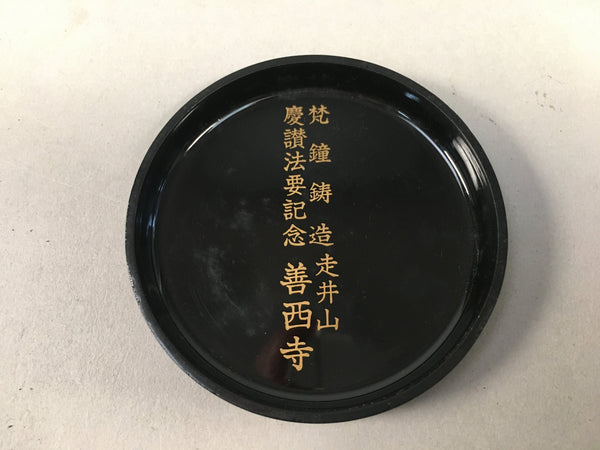 梵鐘鋳造
慶讃法要記念
走井山
善西寺